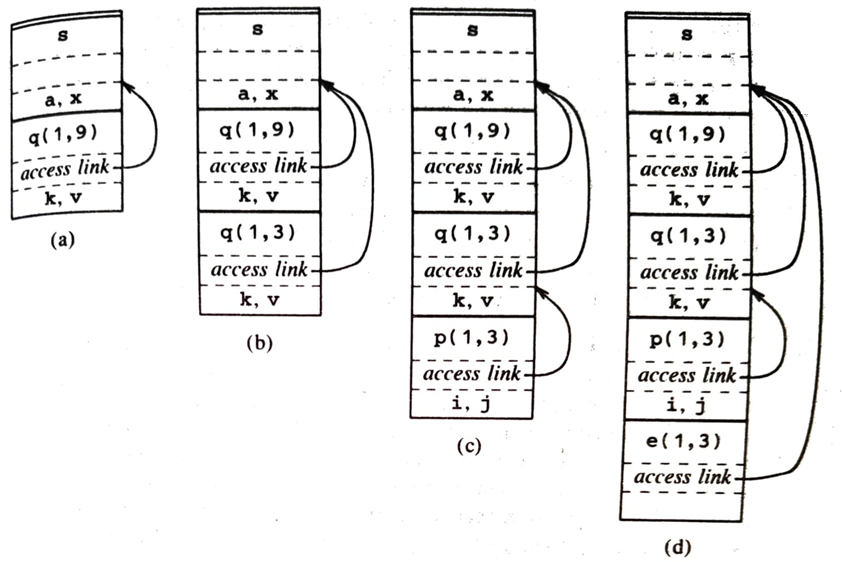 s
a, x
q(1,9)
access link
k, v
(a)
s
a, x
q(1,9)
access link
k, v
q(1,3)
access link
k, v
(b)
s
a, x
q(1,9)
access link
k, v
q(1,3)
access link
k, v
p(1,3)
access link
i, j
(c)
s
a, x
q(1,9)
access link
k, v
q(1,3)
access link
k, v
p(1,3)
access link
i, j
e(1,3)
access link
(d)